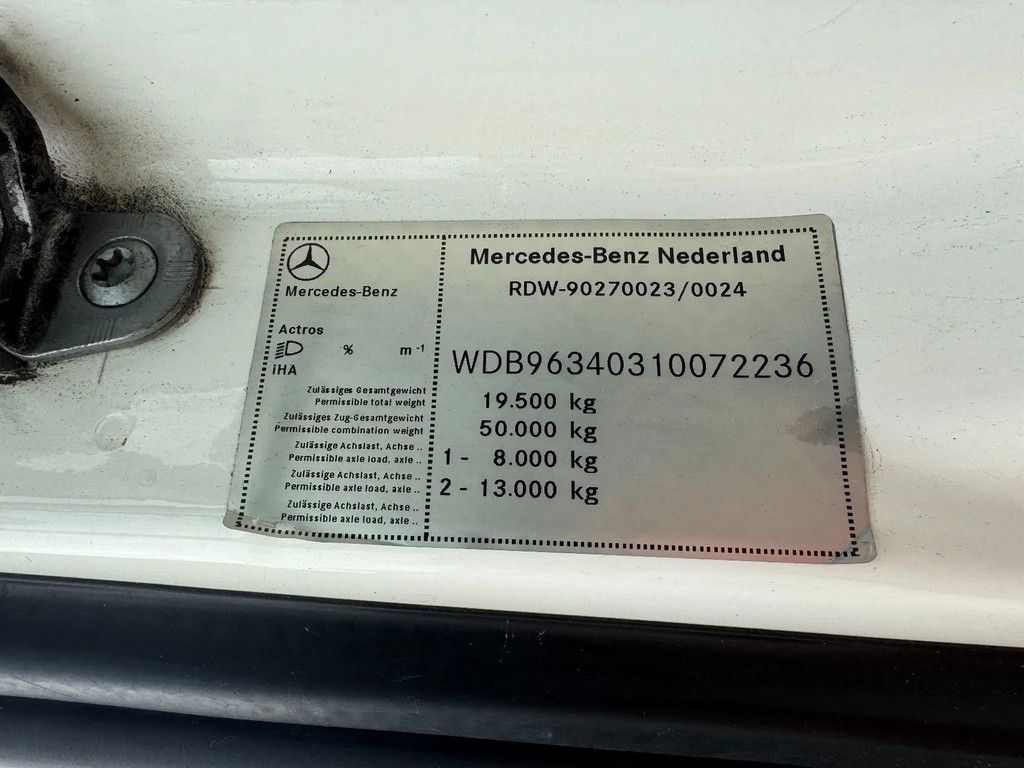 Mercedes-Benz Nederland
RDW-90270023/0024
Mercedes-Benz
Actros
% m-1
iHA
WDB96340310072236
Zulässiges Gesamtgewicht
Permissible total weight
19.500 kg
Zulässiges Zug-Gesamtgewicht
Permissible combination weight
50.000 kg
Zulässige Achslast, Achse ..
Permissible axle load, axle ..
1 - 8.000 kg
Zulässige Achslast, Achse ..
Permissible axle load, axle ..
2 - 13.000 kg
Zulässige Achslast, Achse ..
Permissible axle load, axle ..